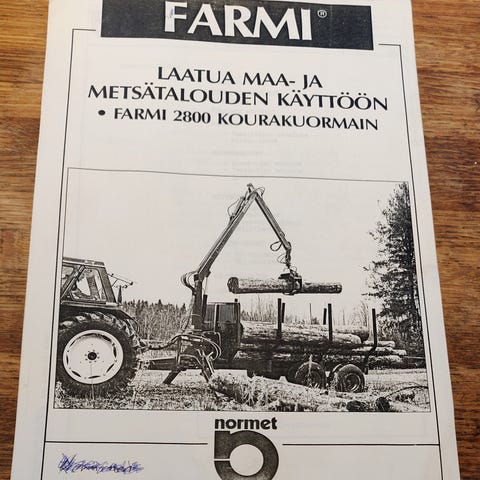 FARMI®
LAATUA MAA- JA
METSÄTALOUDEN KÄYTTÖÖN
• FARMI 2800 KOURAKUORMAIN
normet